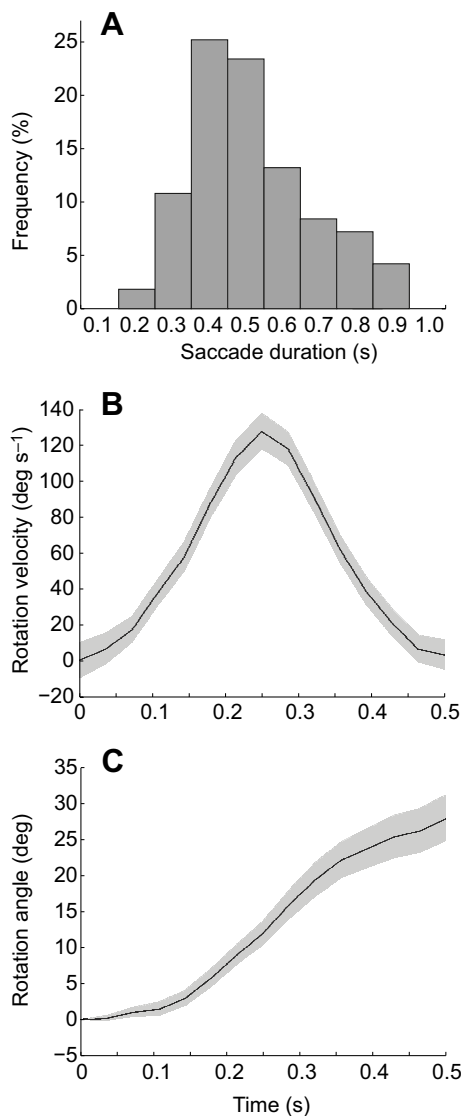 A
25
20
15
10
5
0
Frequency (%)
0.1 0.2 0.3 0.4 0.5 0.6 0.7 0.8 0.9 1.0
Saccade duration (s)
B
140
120
100
80
60
40
20
0
−20
Rotation velocity (deg s−1)
0 0.1 0.2 0.3 0.4 0.5
C
35
30
25
20
15
10
5
0
−5
Rotation angle (deg)
0 0.1 0.2 0.3 0.4 0.5
Time (s)